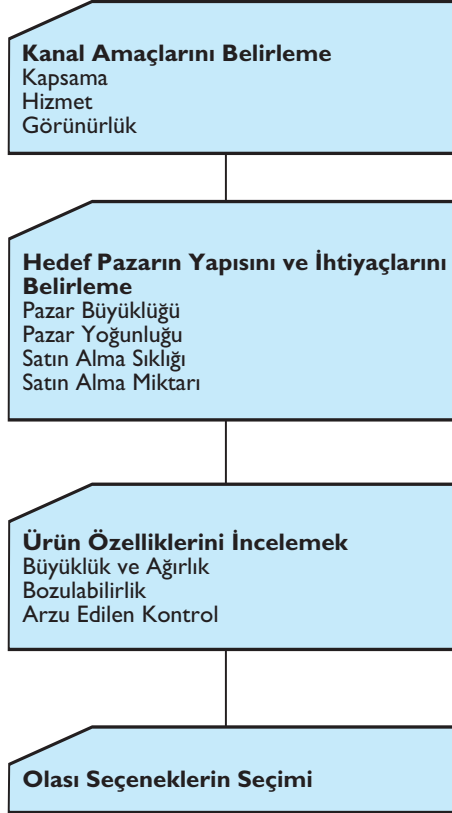 Kanal Amaçlarını Belirleme
Kapsama
Hizmet
Görünürlük
Hedef Pazarın Yapısını ve İhtiyaçlarını
Belirleme
Pazar Büyüklüğü
Pazar Yoğunluğu
Satın Alma Sıklığı
Satın Alma Miktarı
Ürün Özelliklerini İncelemek
Büyüklük ve Ağırlık
Bozulabilirlik
Arzu Edilen Kontrol
Olası Seçeneklerin Seçimi